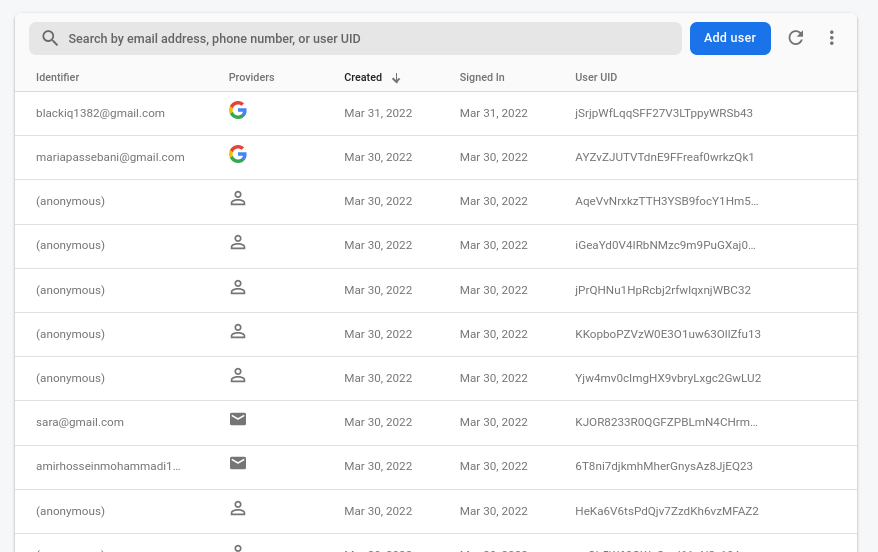 Search by email address, phone number, or user UID Add user
Identifier Providers Created Signed In User UID
blackiq1382@gmail.com Mar 31, 2022 Mar 31, 2022 jSrjpWfLqqSFF27V3LTppyWRSb43
mariapassebani@gmail.com Mar 30, 2022 Mar 30, 2022 AYZvZJUTVTdnE9FFreaf0wrkzQk1
(anonymous) Mar 30, 2022 Mar 30, 2022 AqeVvNrxkzTTH3YSB9focY1Hm5…
(anonymous) Mar 30, 2022 Mar 30, 2022 iGeaYd0V4IRbNMzc9m9PuGXaj0…
(anonymous) Mar 30, 2022 Mar 30, 2022 jPrQHNu1HpRcbj2rfwIqxnjWBC32
(anonymous) Mar 30, 2022 Mar 30, 2022 KKopboPZVzW0E3O1uw63OIlZfu13
(anonymous) Mar 30, 2022 Mar 30, 2022 Yjw4mv0cImgHX9vbryLxgc2GwLU2
sara@gmail.com Mar 30, 2022 Mar 30, 2022 KJOR8233R0QGFZPBLmN4CHrm…
amirhosseinmohammadi1… Mar 30, 2022 Mar 30, 2022 6T8ni7djkmhMherGnysAz8JjEQ23
(anonymous) Mar 30, 2022 Mar 30, 2022 HeKa6V6tsPdQjv7ZzdKh6vzMFAZ2